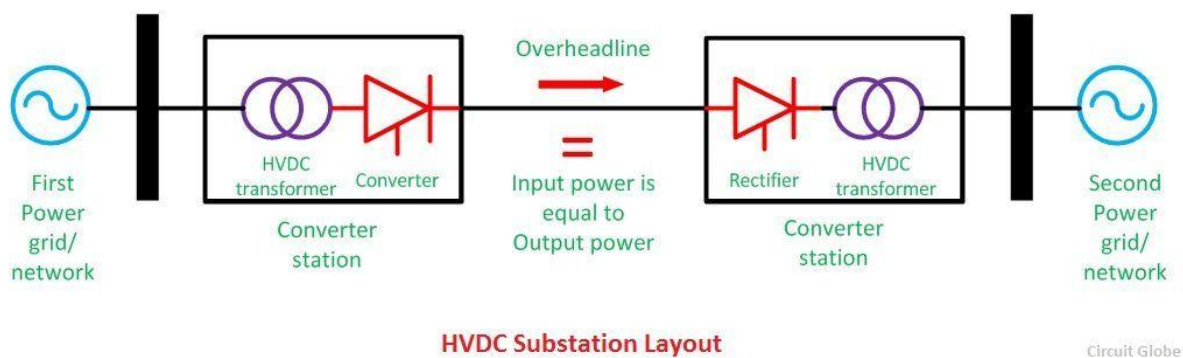 Overheadline
HVDC
transformer
Converter
Rectifier
HVDC
transformer
First
Power
grid/
network
Converter
station
Input power is
equal to
Output power
Converter
station
Second
Power
grid/
network
HVDC Substation Layout
Circuit Globe